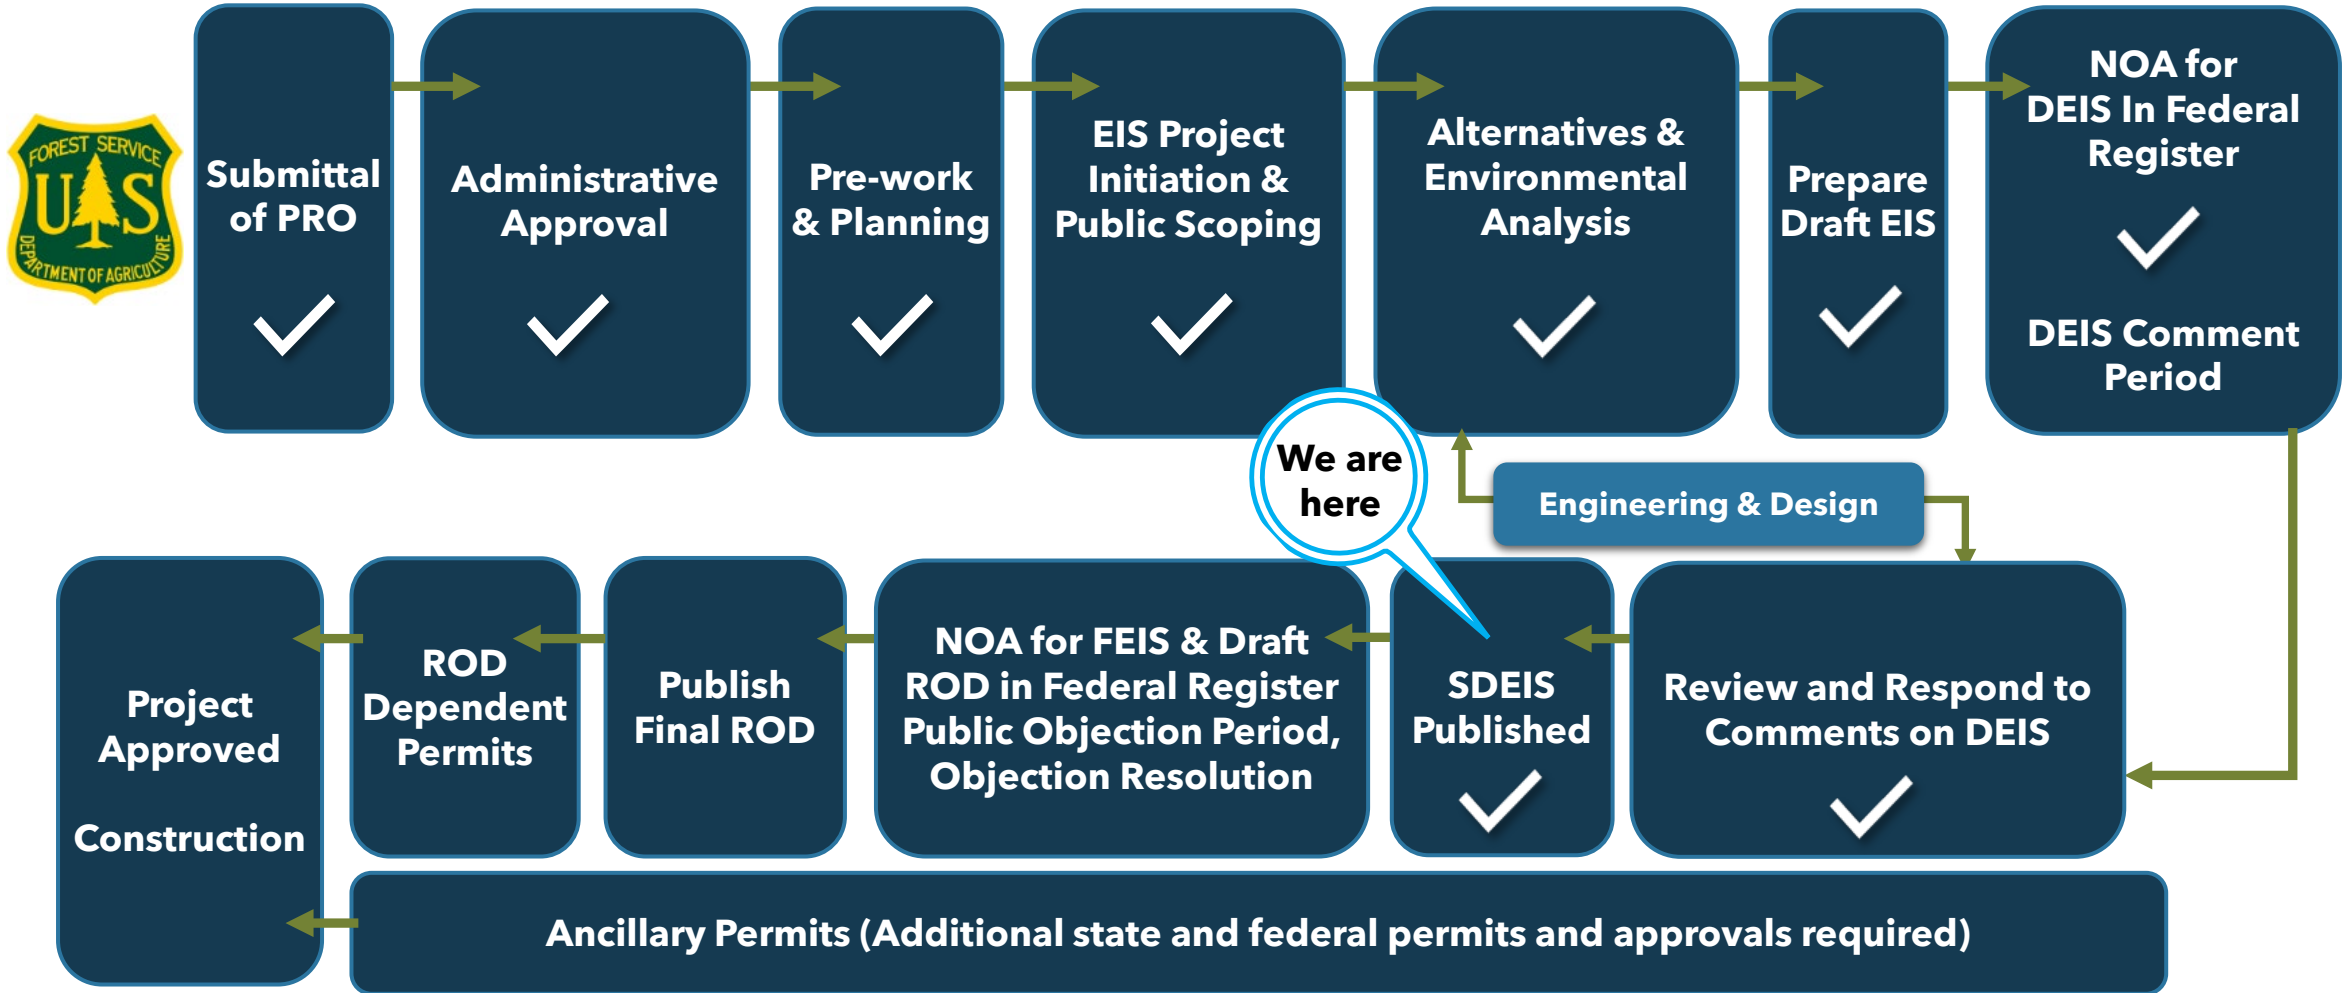 FOREST SERVICE
U S
DEPARTMENT OF AGRICULTURE
Submittal
of PRO
Administrative
Approval
Pre-work
& Planning
EIS Project
Initiation &
Public Scoping
Alternatives &
Environmental
Analysis
Prepare
Draft EIS
NOA for
DEIS In Federal
Register
DEIS Comment
Period
We are
here
Engineering & Design
Review and Respond to
Comments on DEIS
SDEIS
Published
NOA for FEIS & Draft
ROD in Federal Register
Public Objection Period,
Objection Resolution
Publish
Final ROD
ROD
Dependent
Permits
Project
Approved
Construction
Ancillary Permits (Additional state and federal permits and approvals required)